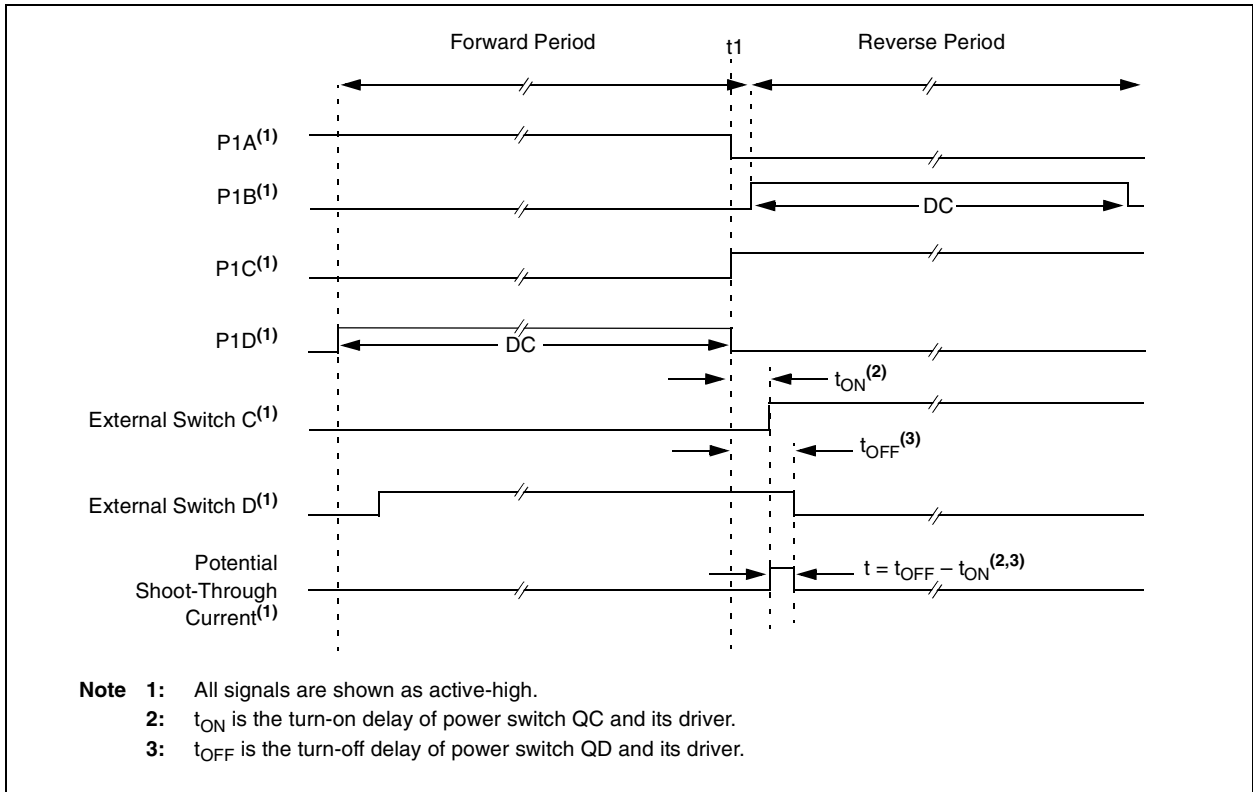 Forward Period
t1
Reverse Period
P1A(1)
P1B(1)
DC
P1C(1)
P1D(1)
DC
tON(2)
External Switch C(1)
tOFF(3)
External Switch D(1)
Potential
Shoot-Through
Current(1)
t = tOFF – tON(2,3)
Note 1: All signals are shown as active-high.
2: tON is the turn-on delay of power switch QC and its driver.
3: tOFF is the turn-off delay of power switch QD and its driver.